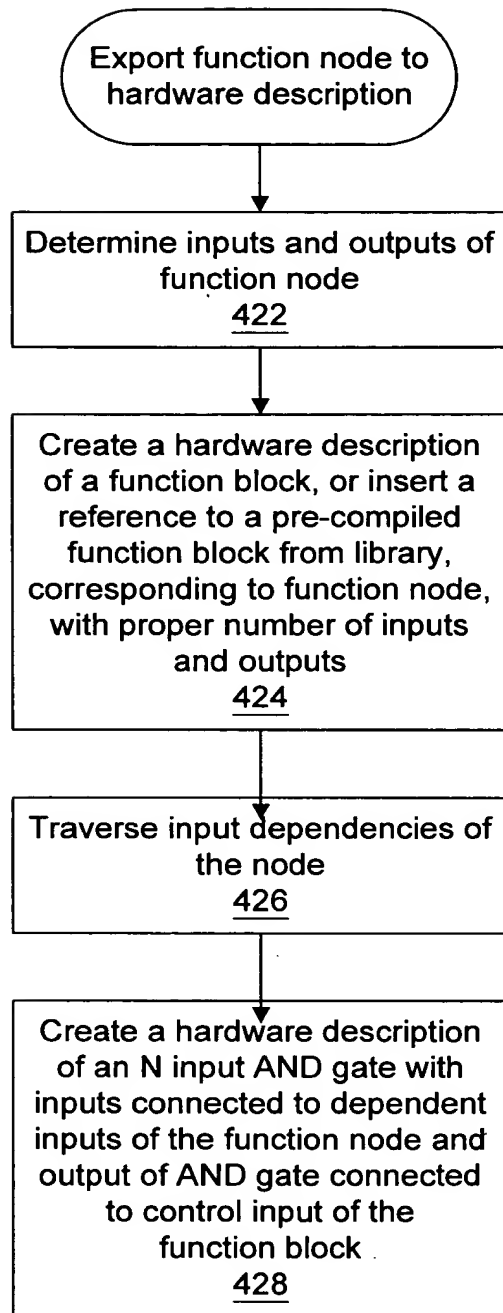 Export function node to
hardware description
Determine inputs and outputs of
function node
422
Create a hardware description
of a function block, or insert a
reference to a pre-compiled
function block from library,
corresponding to function node,
with proper number of inputs
and outputs
424
Traverse input dependencies of
the node
426
Create a hardware description
of an N input AND gate with
inputs connected to dependent
inputs of the function node and
output of AND gate connected
to control input of the
function block
428